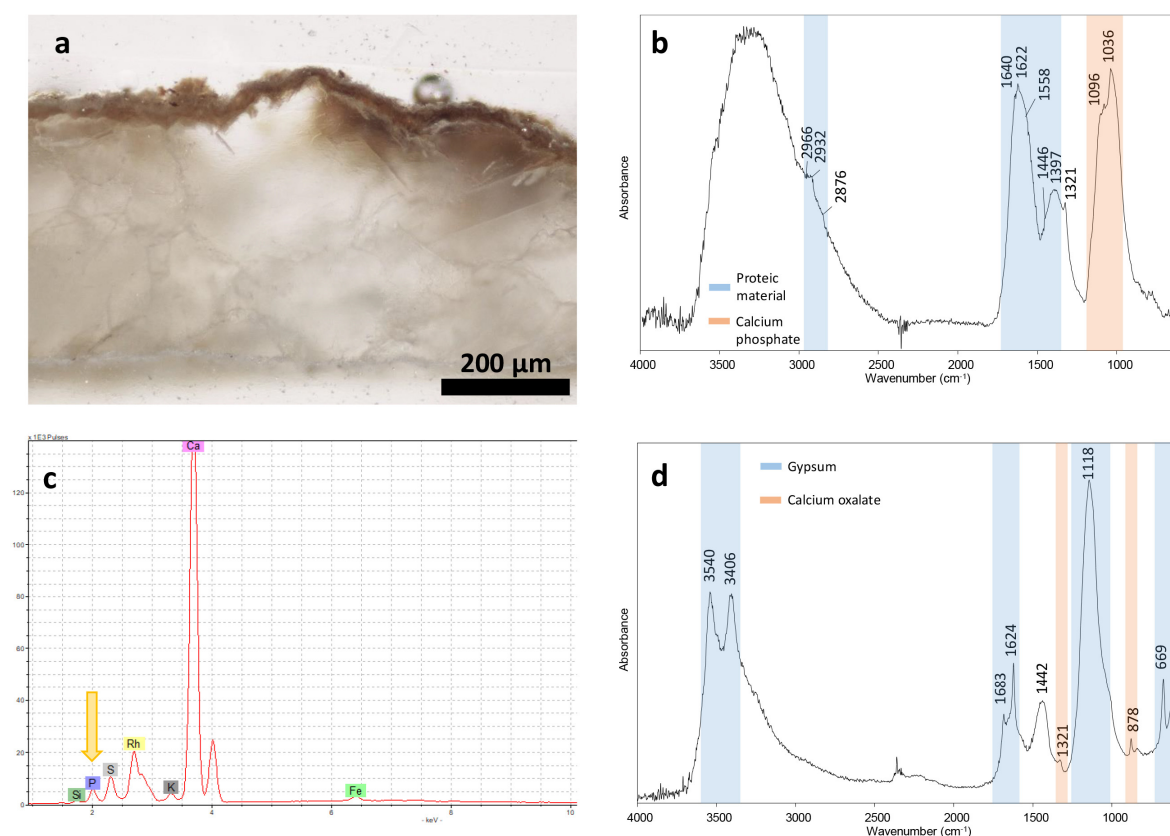 a
200 µm
b
Absorbance
1640
1622
1558
1446
1397
1321
1096
1036
2966
2932
2876
Proteic
material
Calcium
phosphate
4000 3500 3000 2500 2000 1500 1000
Wavenumber (cm-1)
c
x 1E3 Pulses
120
100
80
60
40
20
0
Si
P
S
Rh
K
Ca
Fe
2 4 6 8 10
- keV -
d
Gypsum
Calcium oxalate
Absorbance
3540
3406
1683
1624
1442
1321
1118
878
669
4000 3500 3000 2500 2000 1500 1000
Wavenumber (cm-1)